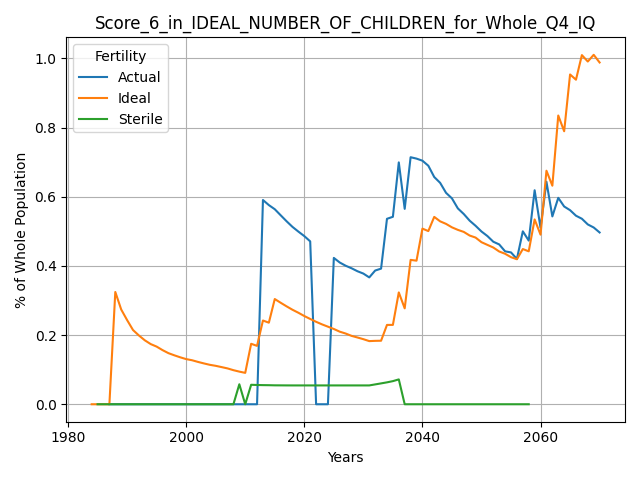 Score_6_in_IDEAL_NUMBER_OF_CHILDREN_for_Whole_Q4_IQ
Fertility
Actual
Ideal
Sterile
% of Whole Population
1.0
0.8
0.6
0.4
0.2
0.0
1980
2000
2020
2040
2060
Years